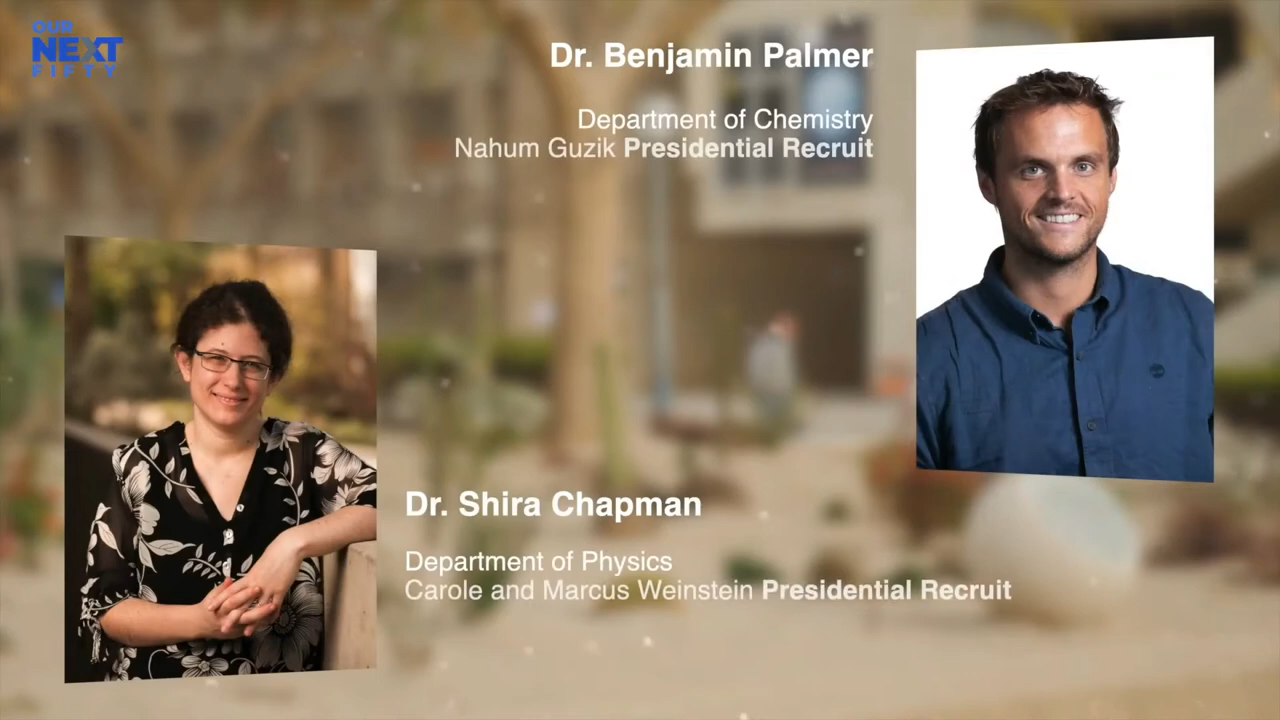 OUR
NEXT
FIFTY
Dr. Benjamin Palmer
Department of Chemistry
Nahum Guzik Presidential Recruit
Dr. Shira Chapman
Department of Physics
Carole and Marcus Weinstein Presidential Recruit